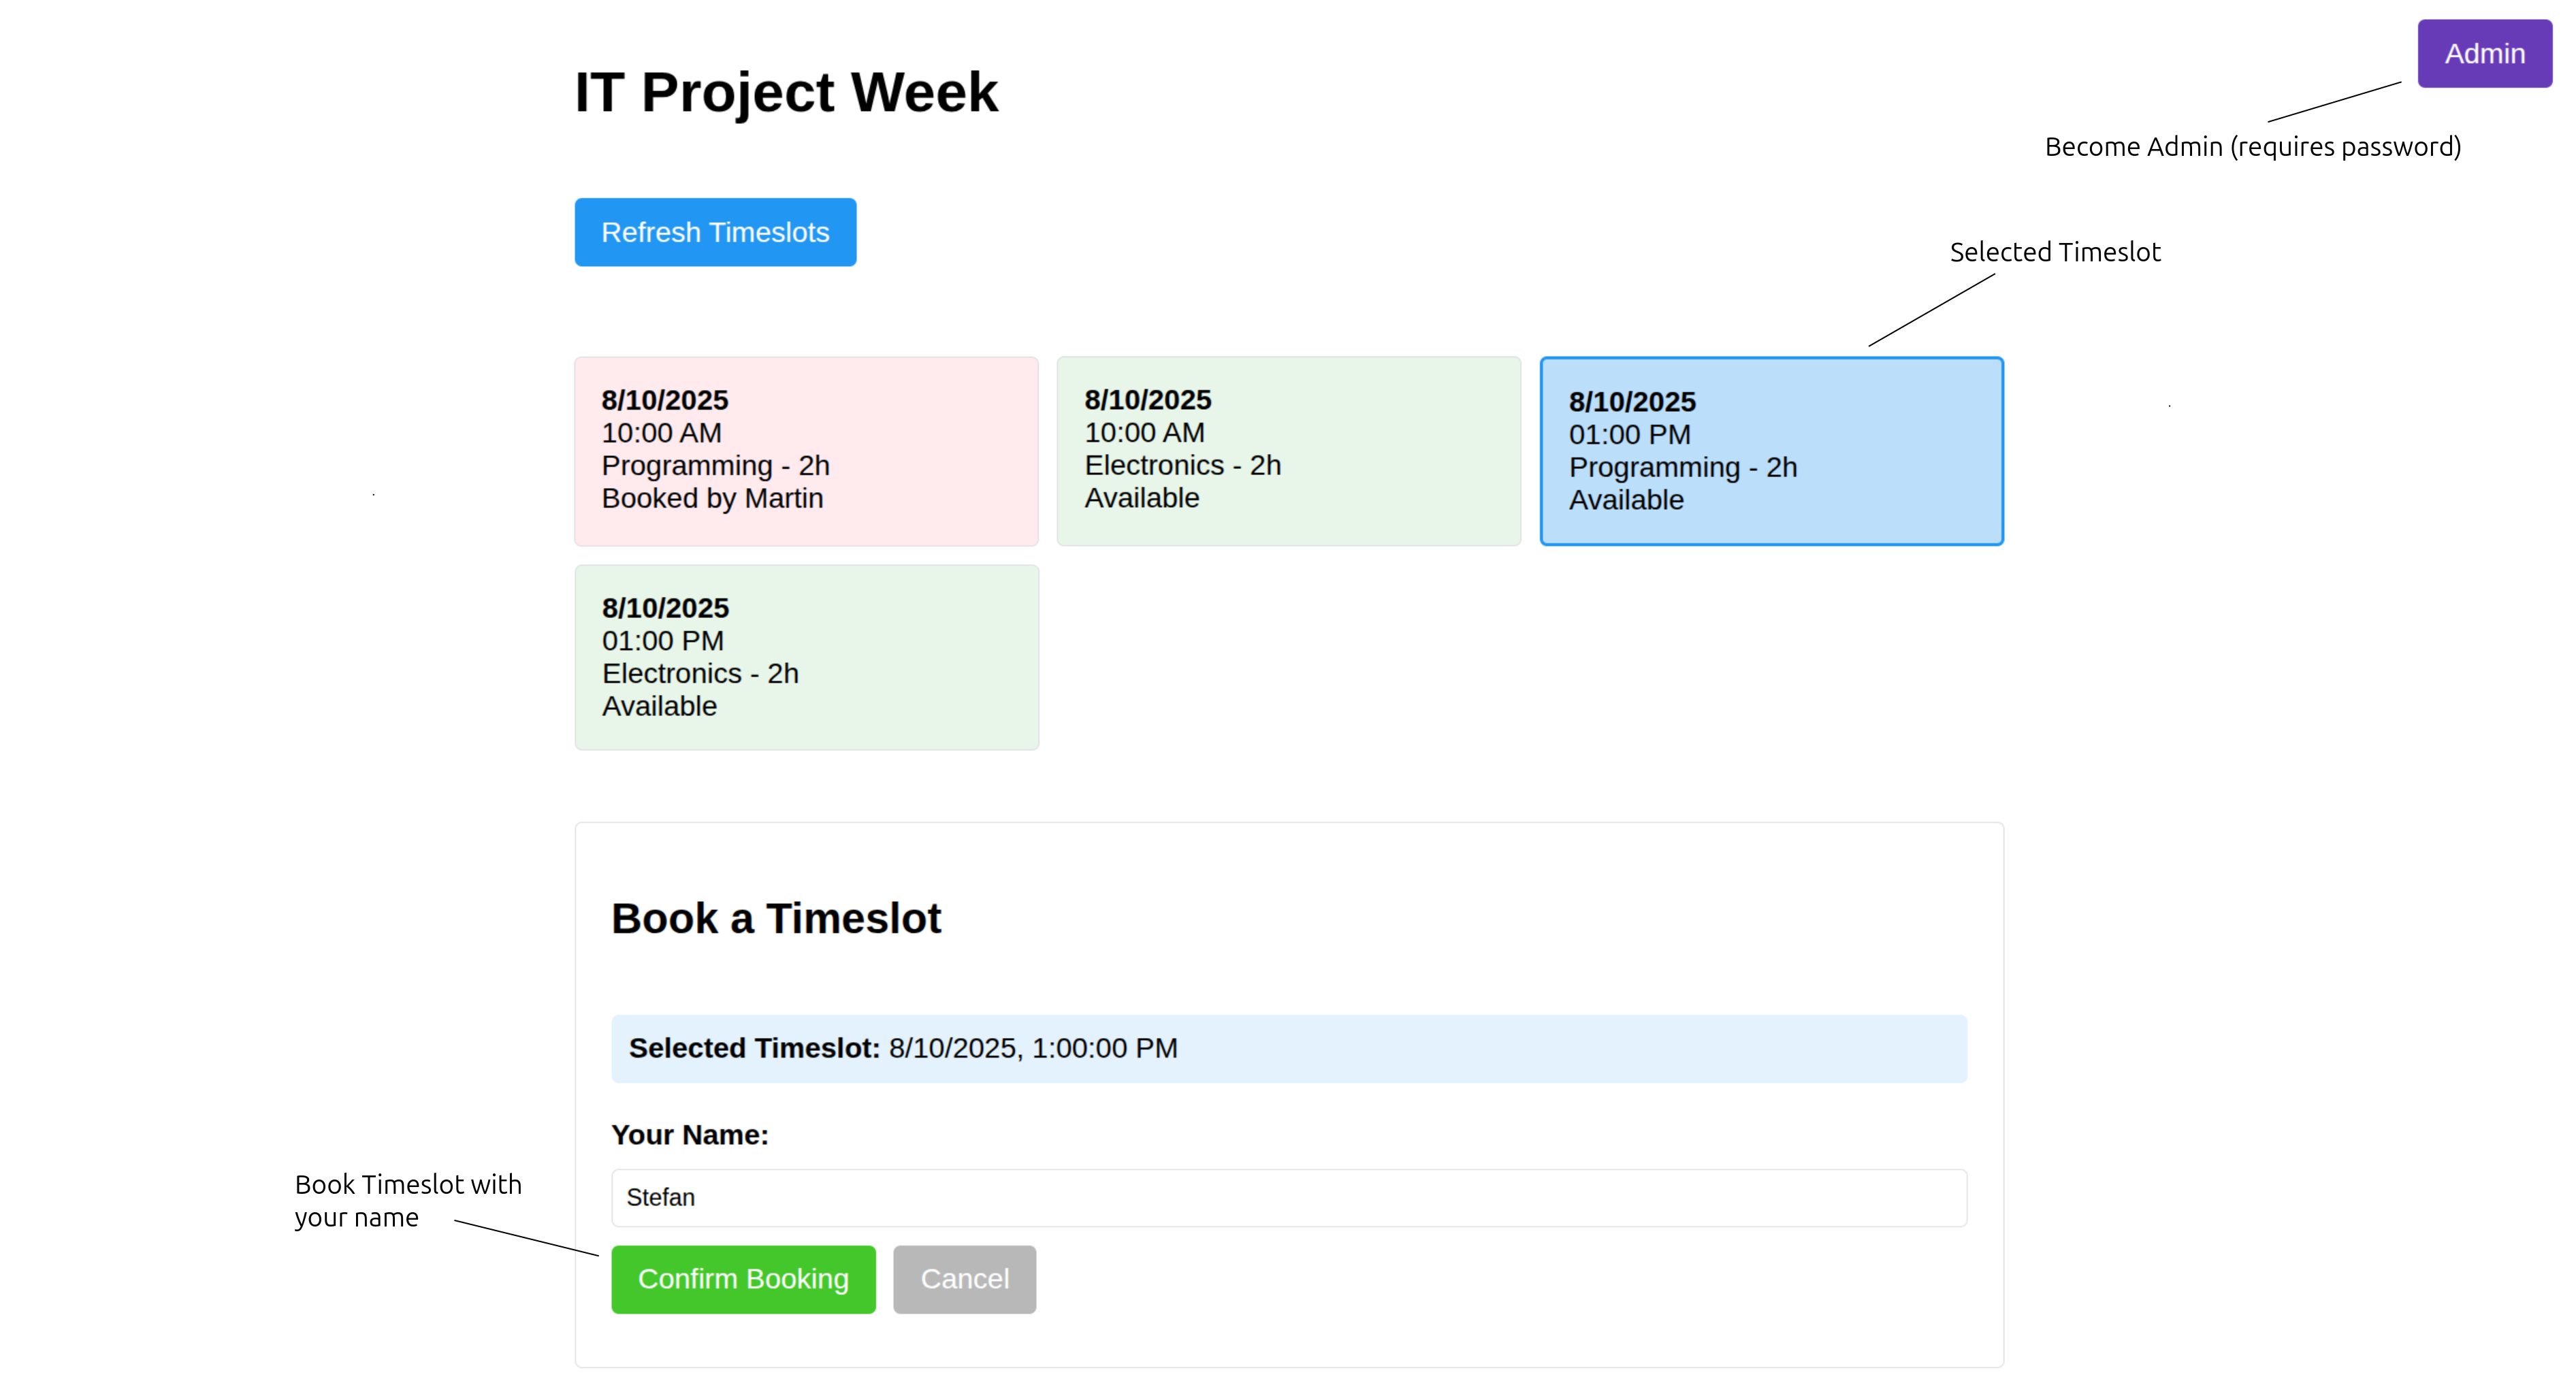 Admin
IT Project Week
Become Admin (requires password)
Refresh Timeslots
Selected Timeslot
8/10/2025
10:00 AM
Programming - 2h
Booked by Martin
8/10/2025
10:00 AM
Electronics - 2h
Available
8/10/2025
01:00 PM
Programming - 2h
Available
8/10/2025
01:00 PM
Electronics - 2h
Available
Book a Timeslot
Selected Timeslot: 8/10/2025, 1:00:00 PM
Your Name:
Stefan
Book Timeslot with
your name
Confirm Booking
Cancel